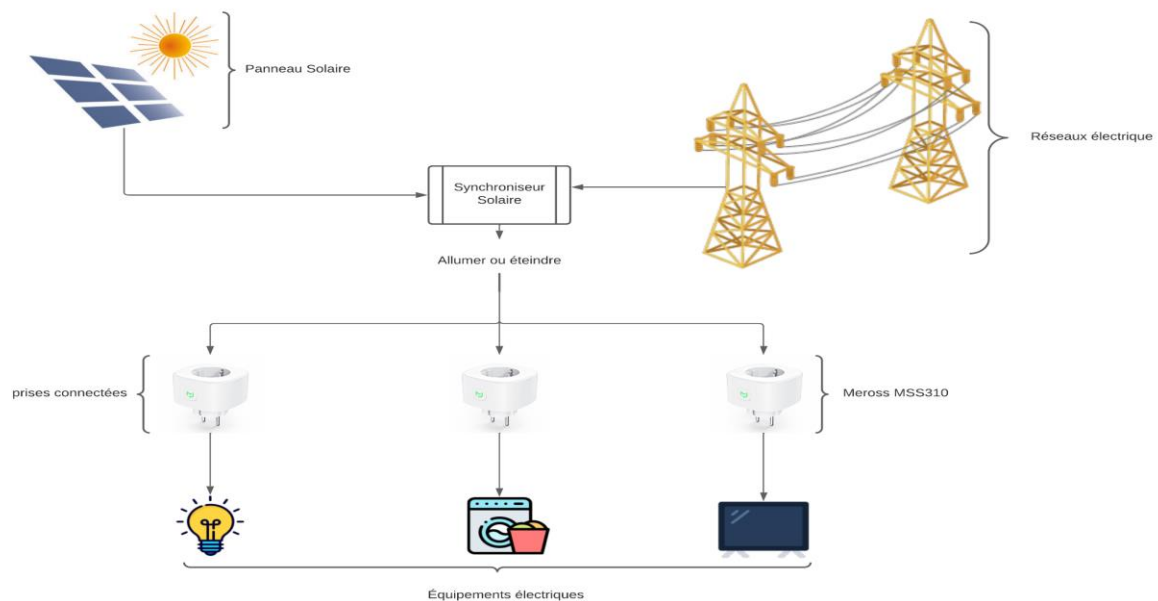 Panneau Solaire
Réseaux électrique
Synchroniseur
Solaire
Allumer ou éteindre
prises connectées
Meross MSS310
Équipements électriques